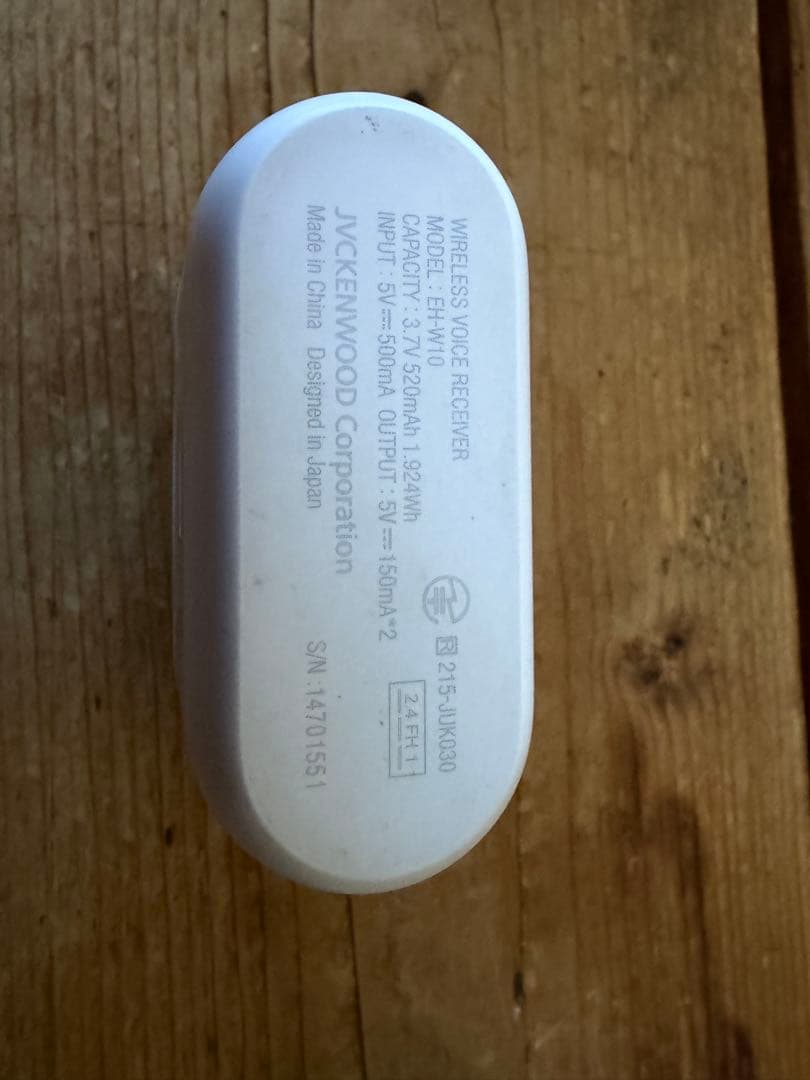 WIRELESS VOICE RECEIVER
MODEL : EH-W10
CAPACITY : 3.7V 520mAh 1.924Wh
INPUT : 5V⎓500mA OUTPUT : 5V⎓150mA*2
JVCKENWOOD Corporation
Made in China Designed in Japan
R 215-JUK030
2.4 FH 1
S/N :14701551